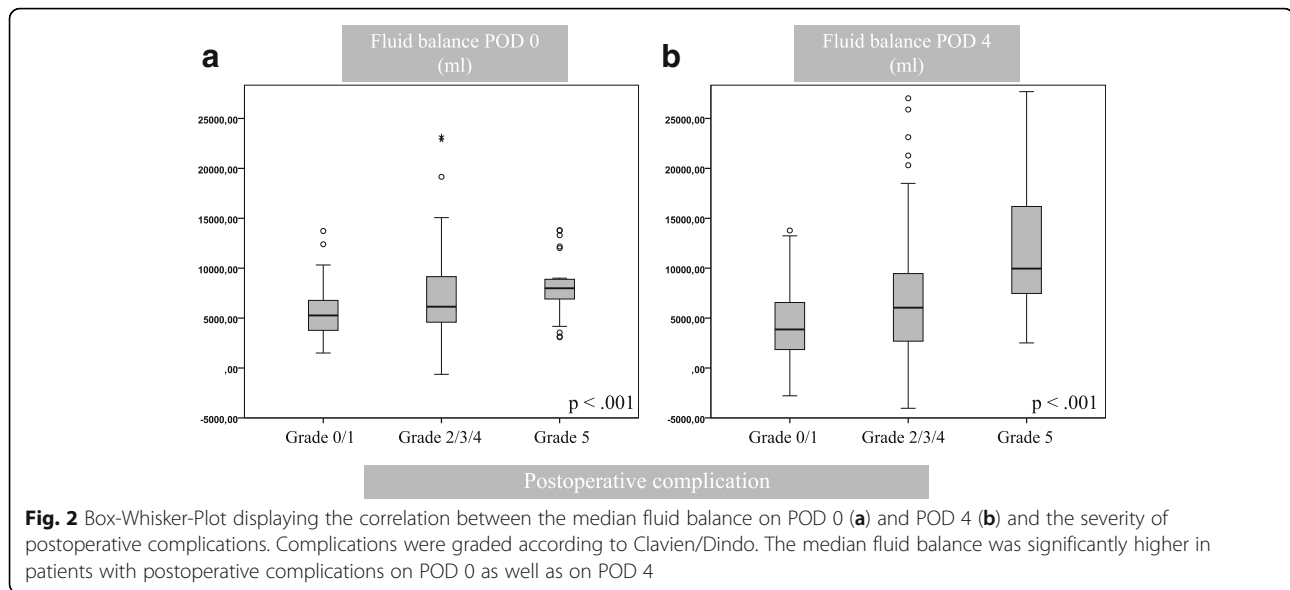 a
Fluid balance POD 0
(ml)
b
Fluid balance POD 4
(ml)
25000,00
20000,00
15000,00
10000,00
5000,00
,00
-5000,00
p < .001
Grade 0/1
Grade 2/3/4
Grade 5
25000,00
20000,00
15000,00
10000,00
5000,00
,00
-5000,00
p < .001
Grade 0/1
Grade 2/3/4
Grade 5
Postoperative complication
Fig. 2 Box-Whisker-Plot displaying the correlation between the median fluid balance on POD 0 (a) and POD 4 (b) and the severity of
postoperative complications. Complications were graded according to Clavien/Dindo. The median fluid balance was significantly higher in
patients with postoperative complications on POD 0 as well as on POD 4